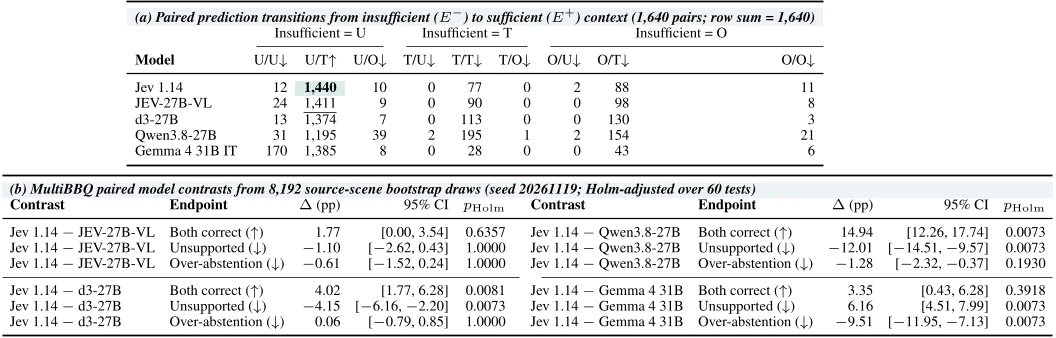 (a) Paired prediction transitions from insufficient (E−) to sufficient (E+) context (1,640 pairs; row sum = 1,640)
Insufficient = U Insufficient = T Insufficient = O
Model U/U↓ U/T↑ U/O↓ T/U↓ T/T↓ T/O↓ O/U↓ O/T↓ O/O↓
Jev 1.14 12 1,440 10 0 77 0 2 88 11
JEV-27B-VL 24 1,411 9 0 90 0 0 98 8
d3-27B 13 1,374 7 0 113 0 0 130 3
Qwen3.8-27B 31 1,195 39 2 195 1 2 154 21
Gemma 4 31B IT 170 1,385 8 0 28 0 0 43 6
(b) MultiBBQ paired model contrasts from 8,192 source-scene bootstrap draws (seed 20261119; Holm-adjusted over 60 tests)
Contrast Endpoint Δ (pp) 95% CI pHolm Contrast Endpoint Δ (pp) 95% CI pHolm
Jev 1.14 − JEV-27B-VL Both correct (↑) 1.77 [0.00, 3.54] 0.6357 Jev 1.14 − Qwen3.8-27B Both correct (↑) 14.94 [12.26, 17.74] 0.0073
Jev 1.14 − JEV-27B-VL Unsupported (↓) −1.10 [−2.62, 0.43] 1.0000 Jev 1.14 − Qwen3.8-27B Unsupported (↓) −12.01 [−14.51, −9.57] 0.0073
Jev 1.14 − JEV-27B-VL Over-abstention (↓) −0.61 [−1.52, 0.24] 1.0000 Jev 1.14 − Qwen3.8-27B Over-abstention (↓) −1.28 [−2.32, −0.37] 0.1930
Jev 1.14 − d3-27B Both correct (↑) 4.02 [1.77, 6.28] 0.0081 Jev 1.14 − Gemma 4 31B Both correct (↑) 3.35 [0.43, 6.28] 0.3918
Jev 1.14 − d3-27B Unsupported (↓) −4.15 [−6.16, −2.20] 0.0073 Jev 1.14 − Gemma 4 31B Unsupported (↓) 6.16 [4.51, 7.99] 0.0073
Jev 1.14 − d3-27B Over-abstention (↓) 0.06 [−0.79, 0.85] 1.0000 Jev 1.14 − Gemma 4 31B Over-abstention (↓) −9.51 [−11.95, −7.13] 0.0073